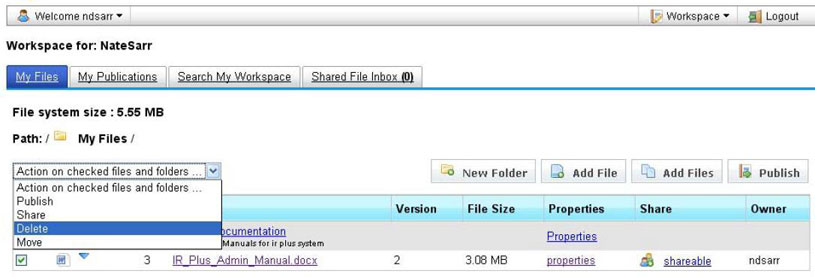 Welcome ndsarr Workspace Logout
Workspace for: NateSarr
My Files My Publications Search My Workspace Shared File Inbox (0)
File system size : 5.55 MB
Path: / My Files /
Action on checked files and folders ... New Folder Add File Add Files Publish
Action on checked files and folders ...
Publish
Share
Delete
Move
Version File Size Properties Share Owner
Manuals for ir plus system
Properties
3 IR_Plus_Admin_Manual.docx 2 3.08 MB properties shareable ndsarr